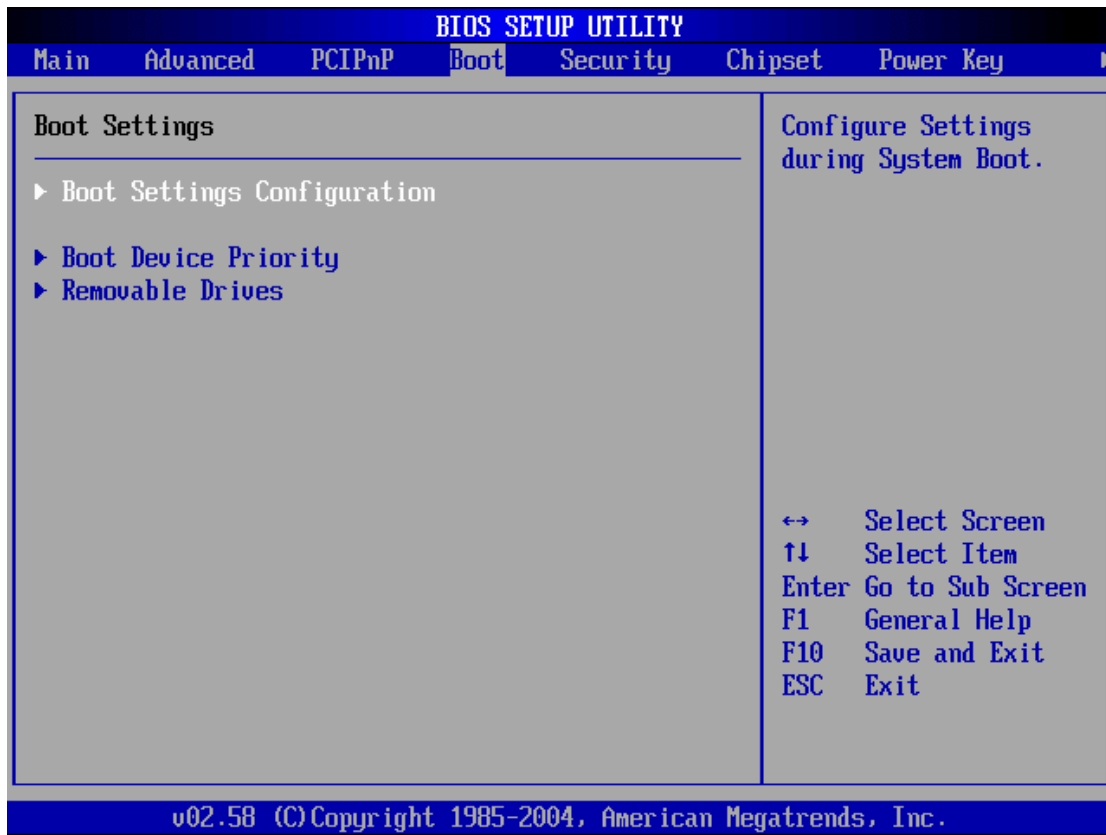 BIOS SETUP UTILITY
Main Advanced PCIPnP Boot Security Chipset Power Key
Boot Settings
Boot Settings Configuration
Boot Device Priority
Removable Drives
Configure Settings
during System Boot.
←→ Select Screen
↑↓ Select Item
Enter Go to Sub Screen
F1 General Help
F10 Save and Exit
ESC Exit
v02.58 (C)Copyright 1985-2004, American Megatrends, Inc.